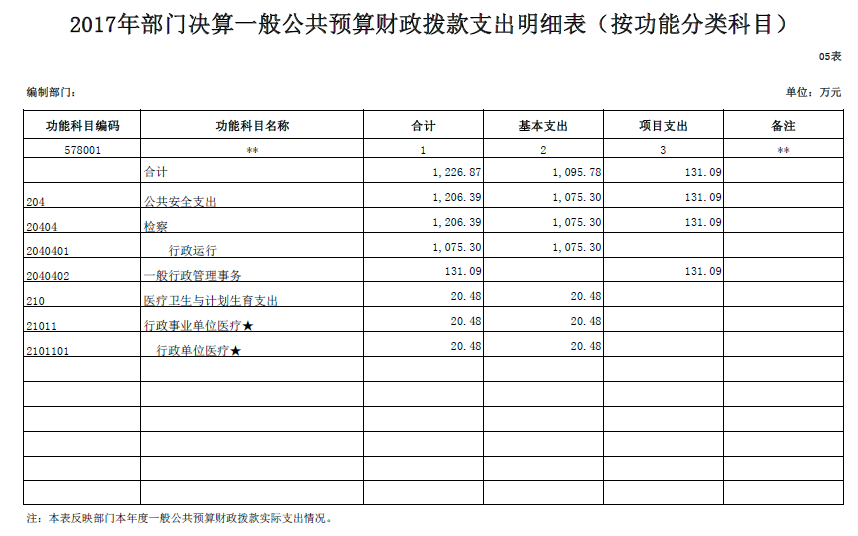 2017年部门决算一般公共预算财政拨款支出明细表（按功能分类科目）
05表
编制部门： 单位：万元
功能科目编码 功能科目名称 合计 基本支出 项目支出 备注
578001 ** 1 2 3 **
合计 1,226.87 1,095.78 131.09
204 公共安全支出 1,206.39 1,075.30 131.09
20404 检察 1,206.39 1,075.30 131.09
2040401 行政运行 1,075.30 1,075.30
2040402 一般行政管理事务 131.09 131.09
210 医疗卫生与计划生育支出 20.48 20.48
21011 行政事业单位医疗★ 20.48 20.48
2101101 行政单位医疗★ 20.48 20.48
注：本表反映部门本年度一般公共预算财政拨款实际支出情况。